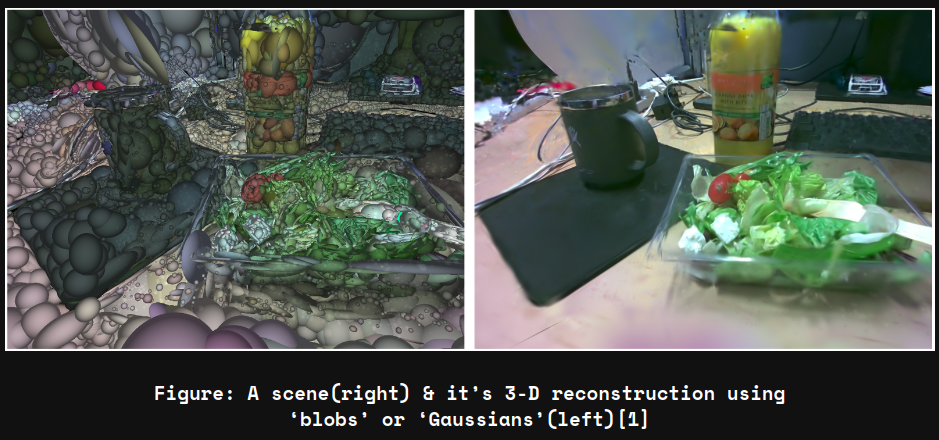 Figure: A scene(right) & it's 3-D reconstruction using
‘blobs’ or ‘Gaussians’(left)[1]